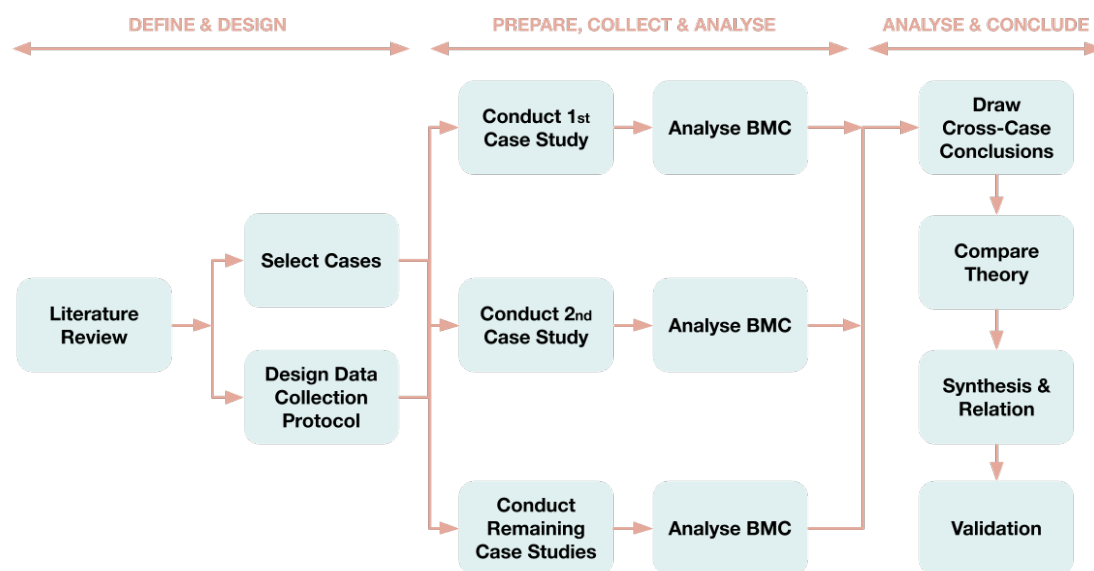 DEFINE & DESIGN
PREPARE, COLLECT & ANALYSE
ANALYSE & CONCLUDE
Literature
Review
Select Cases
Design Data
Collection
Protocol
Conduct 1st
Case Study
Analyse BMC
Conduct 2nd
Case Study
Analyse BMC
Conduct
Remaining
Case Studies
Analyse BMC
Draw
Cross-Case
Conclusions
Compare
Theory
Synthesis &
Relation
Validation